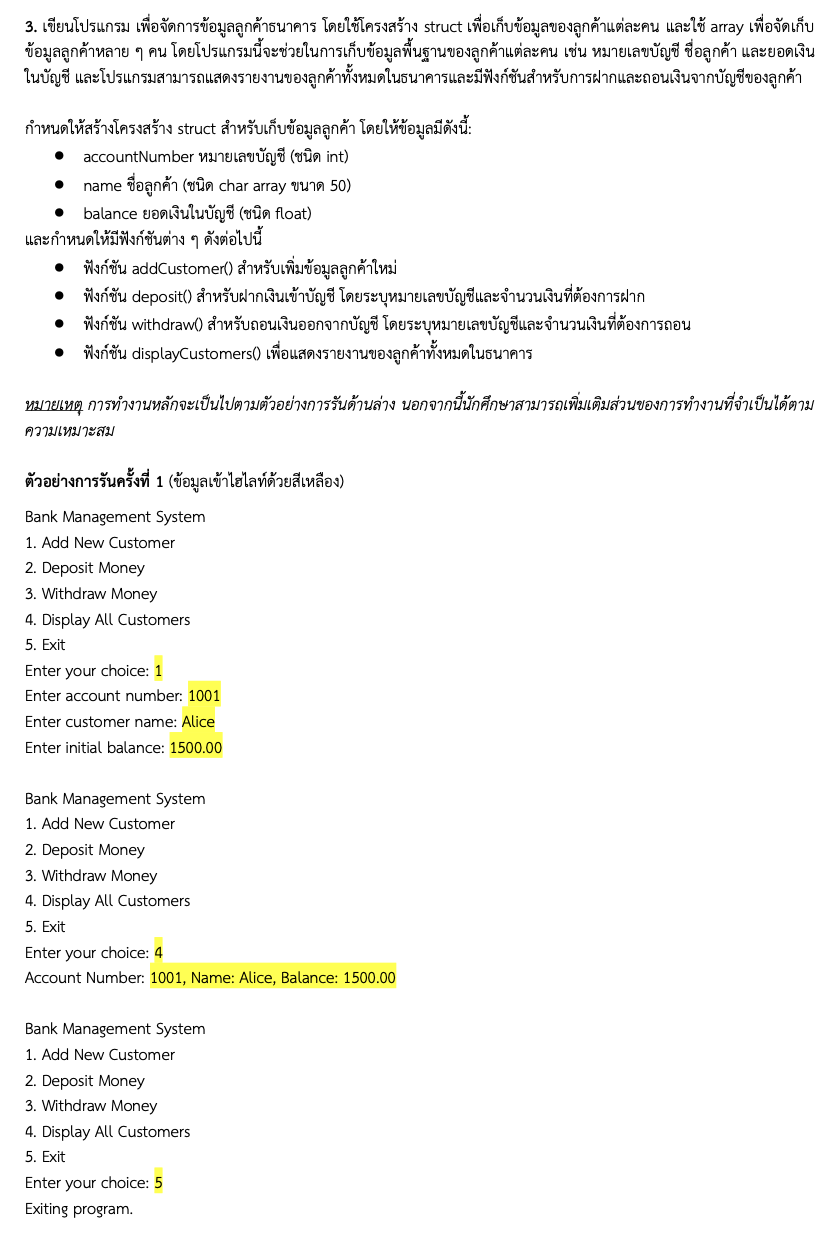 3. เขียนโปรแกรม เพื่อจัดการข้อมูลลูกค้าธนาคาร โดยใช้โครงสร้าง struct เพื่อเก็บข้อมูลของลูกค้าแต่ละคน และใช้ array เพื่อจัดเก็บ
ข้อมูลลูกค้าหลาย ๆ คน โดยโปรแกรมนี้จะช่วยในการเก็บข้อมูลพื้นฐานของลูกค้าแต่ละคน เช่น หมายเลขบัญชี ชื่อลูกค้า และยอดเงิน
ในบัญชี และโปรแกรมสามารถแสดงรายงานของลูกค้าทั้งหมดในธนาคารและมีฟังก์ชันสำหรับการฝากและถอนเงินจากบัญชีของลูกค้า
กำหนดให้สร้างโครงสร้าง struct สำหรับเก็บข้อมูลลูกค้า โดยให้ข้อมูลมีดังนี้:
● accountNumber หมายเลขบัญชี (ชนิด int)
● name ชื่อลูกค้า (ชนิด char array ขนาด 50)
● balance ยอดเงินในบัญชี (ชนิด float)
และกำหนดให้มีฟังก์ชันต่าง ๆ ดังต่อไปนี้
● ฟังก์ชัน addCustomer() สำหรับเพิ่มข้อมูลลูกค้าใหม่
● ฟังก์ชัน deposit() สำหรับฝากเงินเข้าบัญชี โดยระบุหมายเลขบัญชีและจำนวนเงินที่ต้องการฝาก
● ฟังก์ชัน withdraw() สำหรับถอนเงินออกจากบัญชี โดยระบุหมายเลขบัญชีและจำนวนเงินที่ต้องการถอน
● ฟังก์ชัน displayCustomers() เพื่อแสดงรายงานของลูกค้าทั้งหมดในธนาคาร
หมายเหตุ การทำงานหลักจะเป็นไปตามตัวอย่างการรันด้านล่าง นอกจากนี้นักศึกษาสามารถเพิ่มเติมส่วนของการทำงานที่จำเป็นได้ตาม
ความเหมาะสม
ตัวอย่างการรันครั้งที่ 1 (ข้อมูลเข้าไฮไลท์ด้วยสีเหลือง)
Bank Management System
1. Add New Customer
2. Deposit Money
3. Withdraw Money
4. Display All Customers
5. Exit
Enter your choice: 1
Enter account number: 1001
Enter customer name: Alice
Enter initial balance: 1500.00
Bank Management System
1. Add New Customer
2. Deposit Money
3. Withdraw Money
4. Display All Customers
5. Exit
Enter your choice: 4
Account Number: 1001, Name: Alice, Balance: 1500.00
Bank Management System
1. Add New Customer
2. Deposit Money
3. Withdraw Money
4. Display All Customers
5. Exit
Enter your choice: 5
Exiting program.